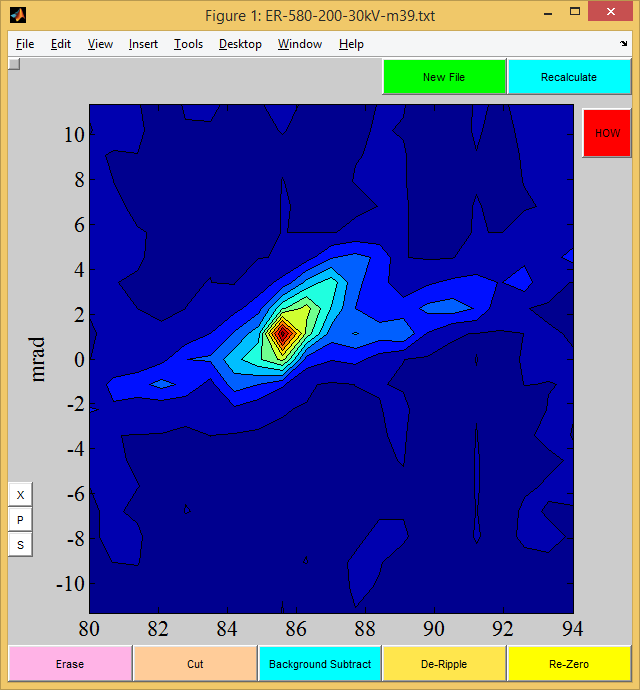 Figure 1: ER-580-200-30kV-m39.txt
File Edit View Insert Tools Desktop Window Help
New File Recalculate
HOW
10
8
6
4
2
0
-2
-4
-6
-8
-10
mrad
X
P
S
80 82 84 86 88 90 92 94
Erase Cut Background Subtract De-Ripple Re-Zero